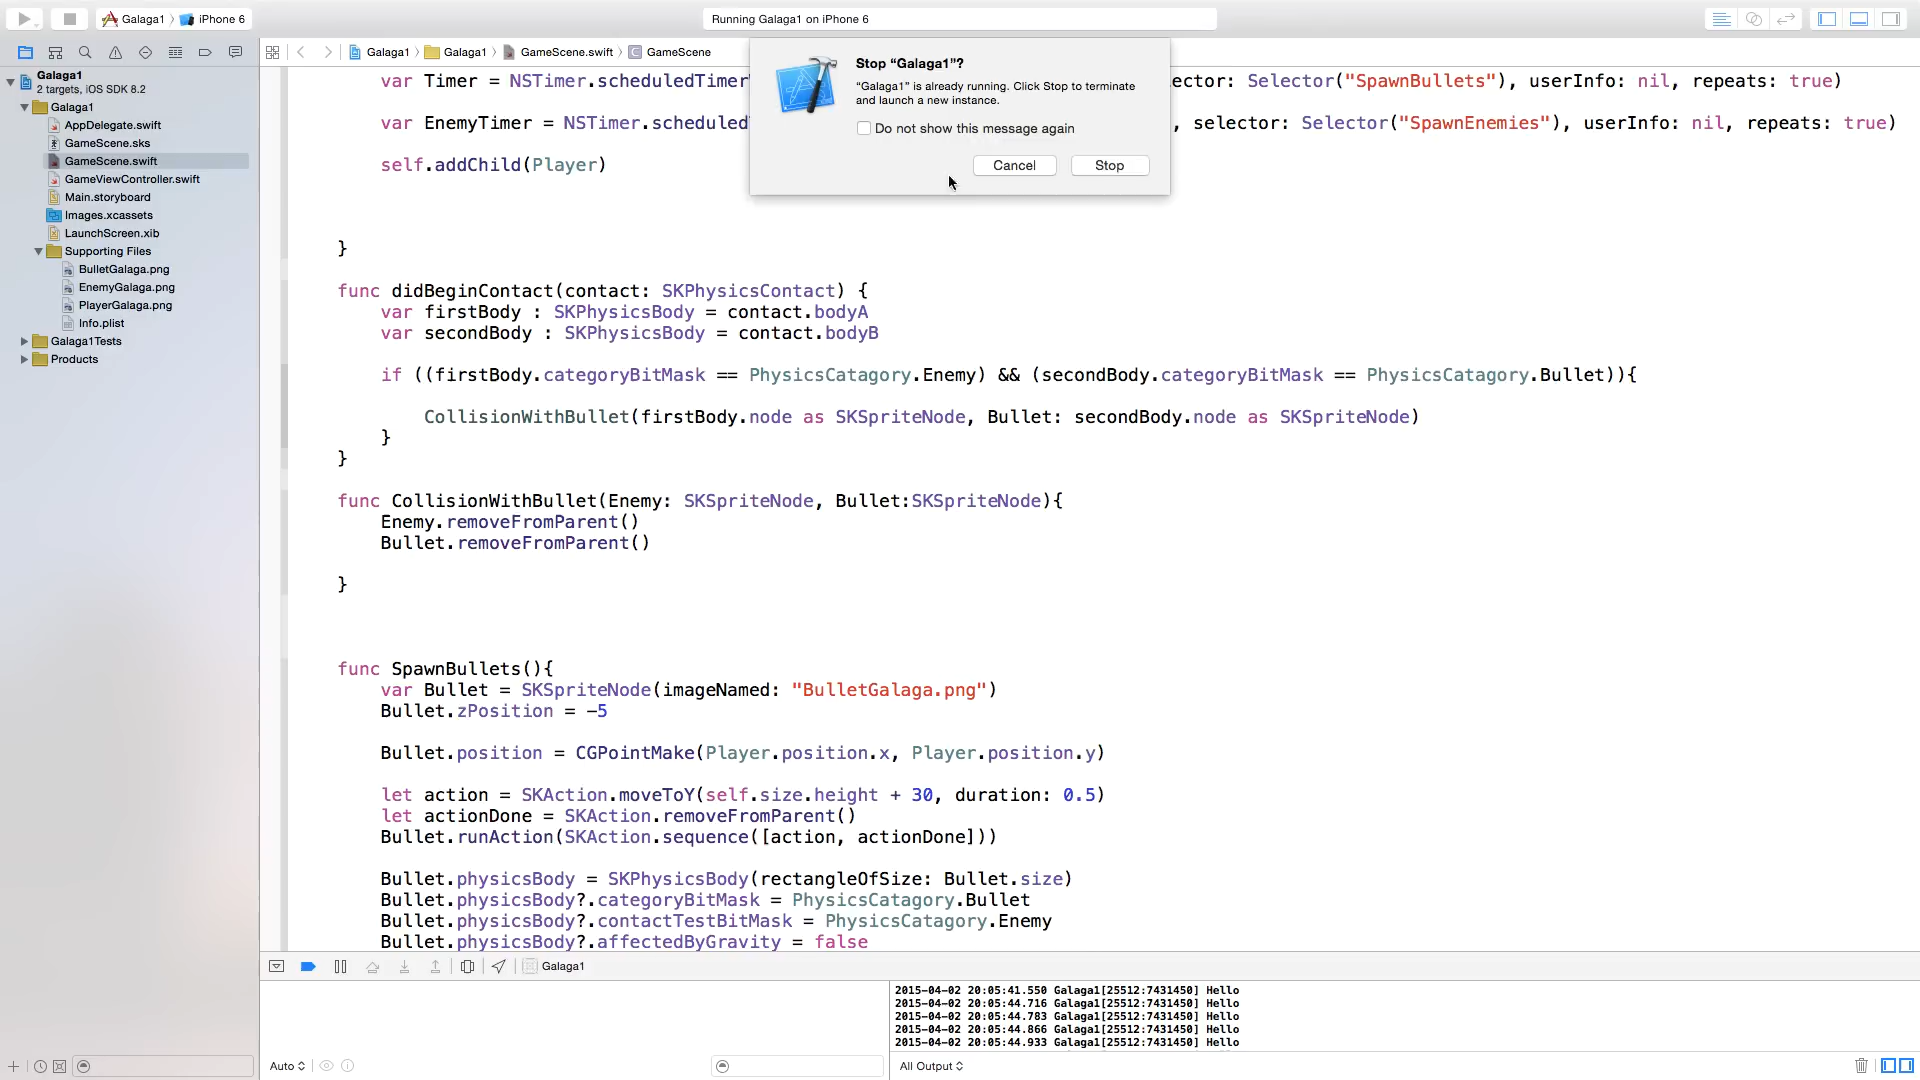 Galaga1 iPhone 6
Running Galaga1 on iPhone 6
Galaga1 Galaga1 GameScene.swift GameScene
Stop “Galaga1”?
“Galaga1” is already running. Click Stop to terminate
and launch a new instance.
Do not show this message again
Cancel Stop
Galaga1
2 targets, iOS SDK 8.2
Galaga1
AppDelegate.swift
GameScene.sks
GameScene.swift
GameViewController.swift
Main.storyboard
Images.xcassets
LaunchScreen.xib
Supporting Files
BulletGalaga.png
EnemyGalaga.png
PlayerGalaga.png
Info.plist
Galaga1Tests
Products
var Timer = NSTimer.scheduledTimer lector: Selector("SpawnBullets"), userInfo: nil, repeats: true)
var EnemyTimer = NSTimer.scheduled , selector: Selector("SpawnEnemies"), userInfo: nil, repeats: true)
self.addChild(Player)
}
func didBeginContact(contact: SKPhysicsContact) {
var firstBody : SKPhysicsBody = contact.bodyA
var secondBody : SKPhysicsBody = contact.bodyB
if ((firstBody.categoryBitMask == PhysicsCatagory.Enemy) && (secondBody.categoryBitMask == PhysicsCatagory.Bullet)){
CollisionWithBullet(firstBody.node as SKSpriteNode, Bullet: secondBody.node as SKSpriteNode)
}
}
func CollisionWithBullet(Enemy: SKSpriteNode, Bullet:SKSpriteNode){
Enemy.removeFromParent()
Bullet.removeFromParent()
}
func SpawnBullets(){
var Bullet = SKSpriteNode(imageNamed: "BulletGalaga.png")
Bullet.zPosition = -5
Bullet.position = CGPointMake(Player.position.x, Player.position.y)
let action = SKAction.moveToY(self.size.height + 30, duration: 0.5)
let actionDone = SKAction.removeFromParent()
Bullet.runAction(SKAction.sequence([action, actionDone]))
Bullet.physicsBody = SKPhysicsBody(rectangleOfSize: Bullet.size)
Bullet.physicsBody?.categoryBitMask = PhysicsCatagory.Bullet
Bullet.physicsBody?.contactTestBitMask = PhysicsCatagory.Enemy
Bullet.physicsBody?.affectedByGravity = false
Galaga1
2015-04-02 20:05:41.550 Galaga1[25512:7431450] Hello
2015-04-02 20:05:44.716 Galaga1[25512:7431450] Hello
2015-04-02 20:05:44.783 Galaga1[25512:7431450] Hello
2015-04-02 20:05:44.866 Galaga1[25512:7431450] Hello
2015-04-02 20:05:44.933 Galaga1[25512:7431450] Hello
Auto
All Output